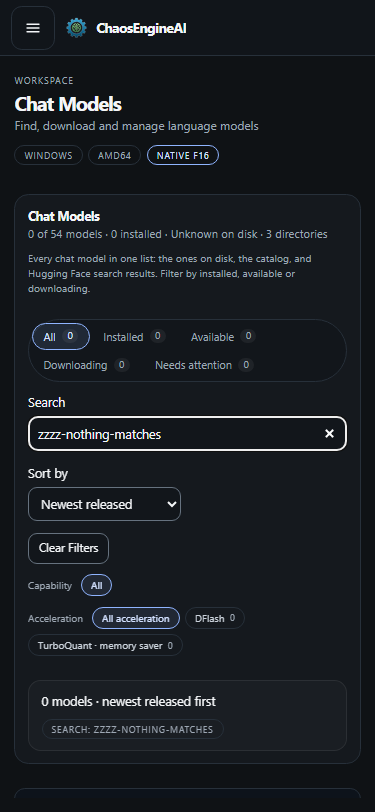 ChaosEngineAI
WORKSPACE
Chat Models
Find, download and manage language models
WINDOWS AMD64 NATIVE F16
Chat Models
0 of 54 models · 0 installed · Unknown on disk · 3 directories
Every chat model in one list: the ones on disk, the catalog, and
Hugging Face search results. Filter by installed, available or
downloading.
All 0 Installed 0 Available 0
Downloading 0 Needs attention 0
Search
zzzz-nothing-matches
Sort by
Newest released
Clear Filters
Capability All
Acceleration All acceleration DFlash 0
TurboQuant · memory saver 0
0 models · newest released first
SEARCH: ZZZZ-NOTHING-MATCHES